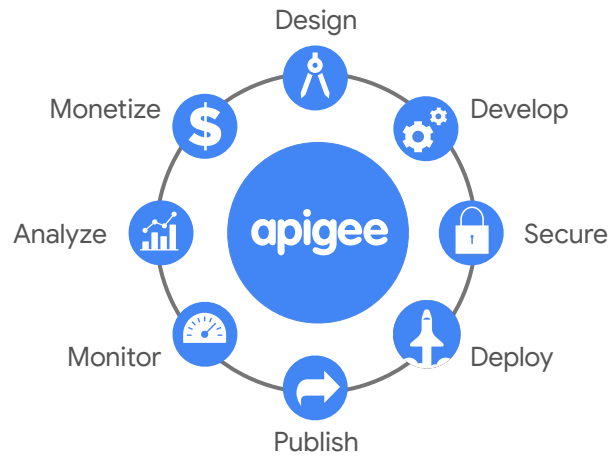 Design
Develop
Secure
Deploy
Publish
Monitor
Analyze
Monetize
$
apigee